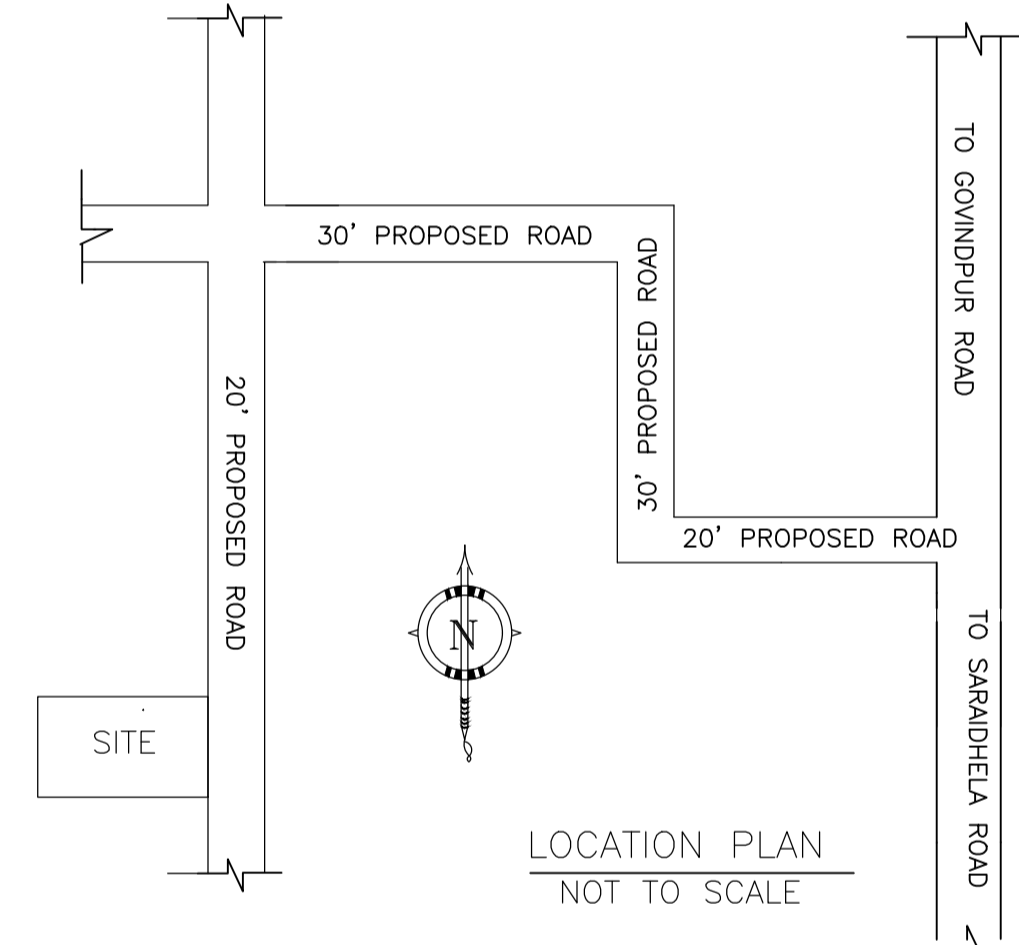 TO GOVINDPUR ROAD
30' PROPOSED ROAD
30' PROPOSED ROAD
20' PROPOSED ROAD
20' PROPOSED ROAD
N
TO SARAIDHELA ROAD
SITE
LOCATION PLAN
NOT TO SCALE